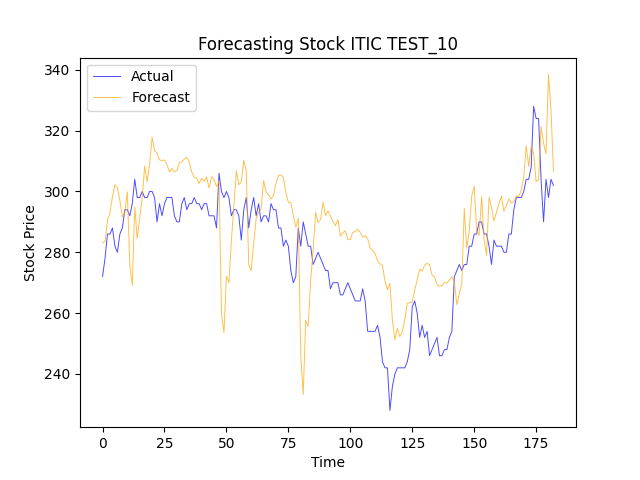 Forecasting Stock ITIC TEST_10
Actual
Forecast
340
320
300
280
260
240
Stock Price
0 25 50 75 100 125 150 175
Time